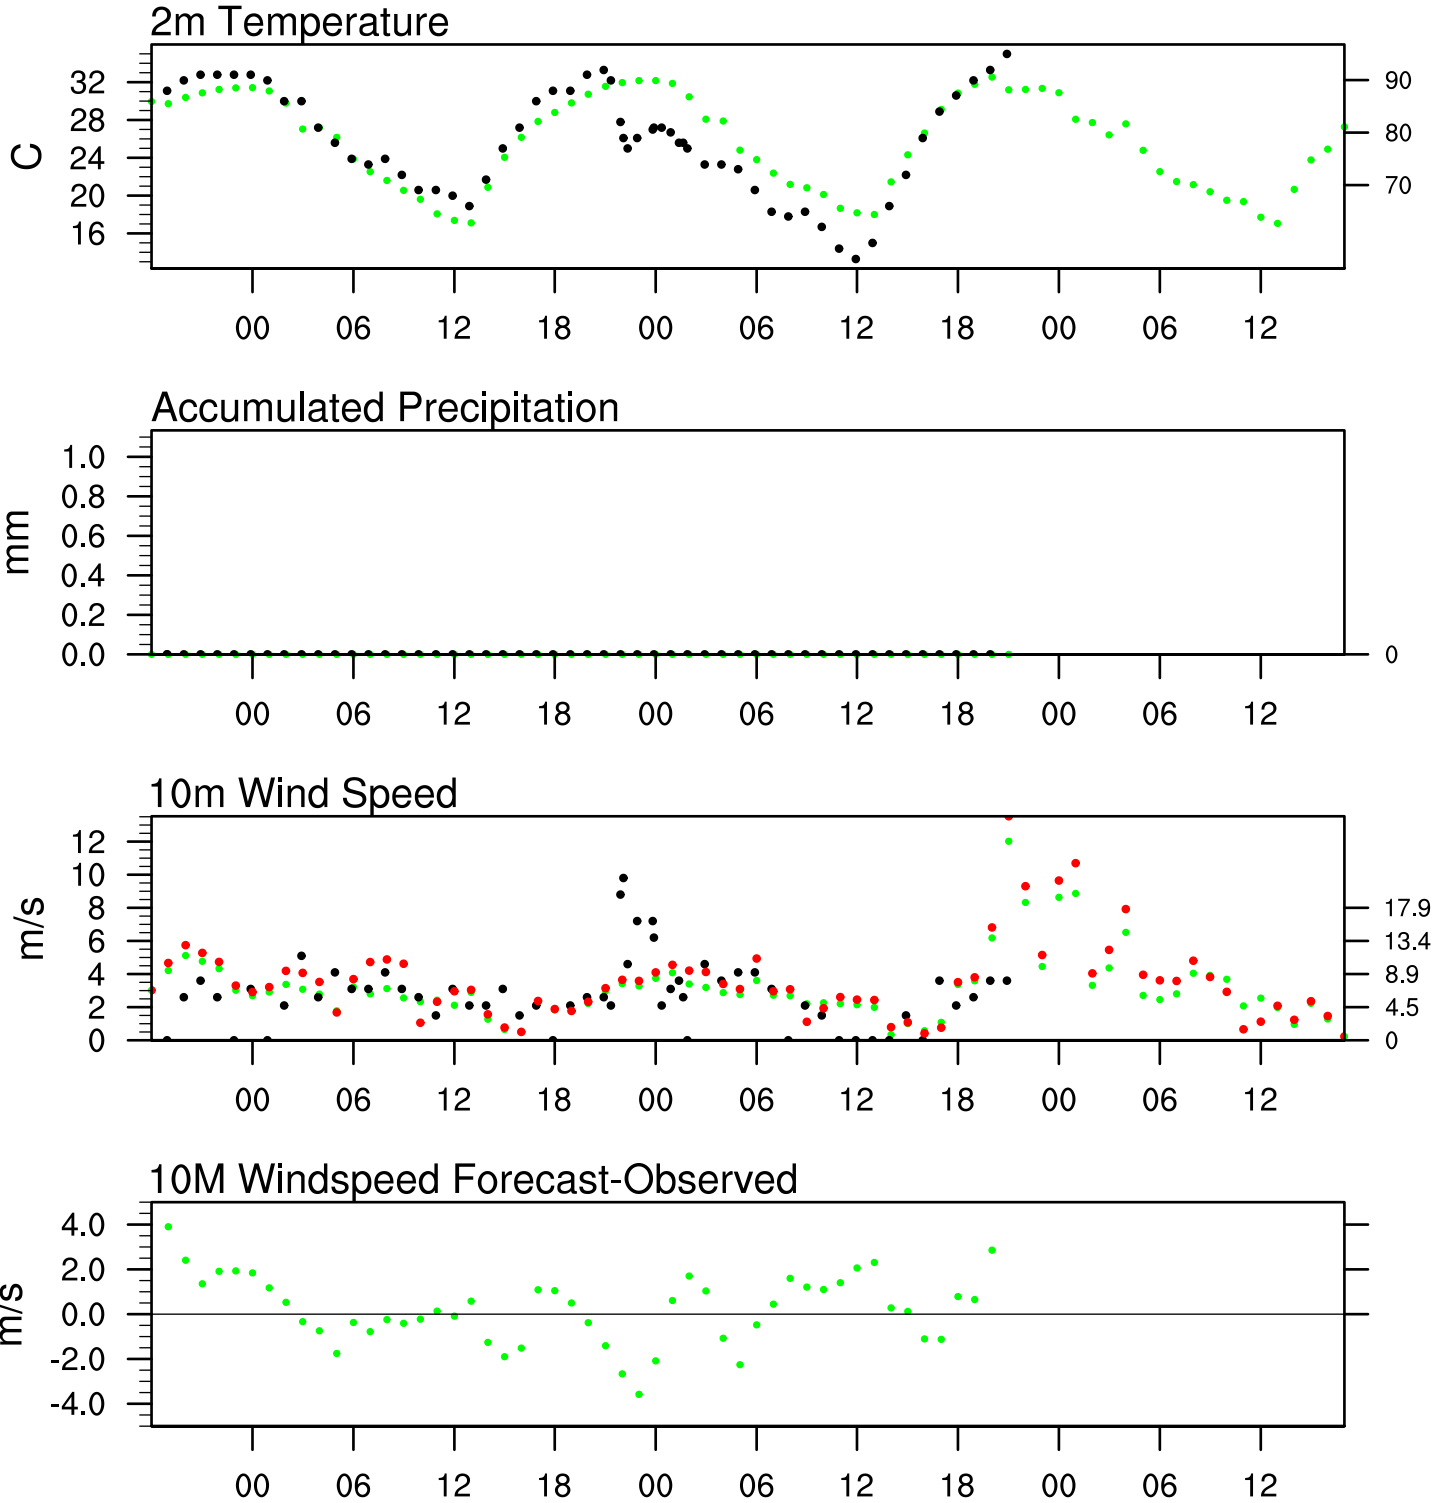 2m Temperature
C
32
28
24
20
16
90
80
70
00 06 12 18 00 06 12 18 00 06 12
Accumulated Precipitation
mm
1.0
0.8
0.6
0.4
0.2
0.0
0
00 06 12 18 00 06 12 18 00 06 12
10m Wind Speed
m/s
12
10
8
6
4
2
0
17.9
13.4
8.9
4.5
0
00 06 12 18 00 06 12 18 00 06 12
10M Windspeed Forecast-Observed
m/s
4.0
2.0
0.0
-2.0
-4.0
00 06 12 18 00 06 12 18 00 06 12